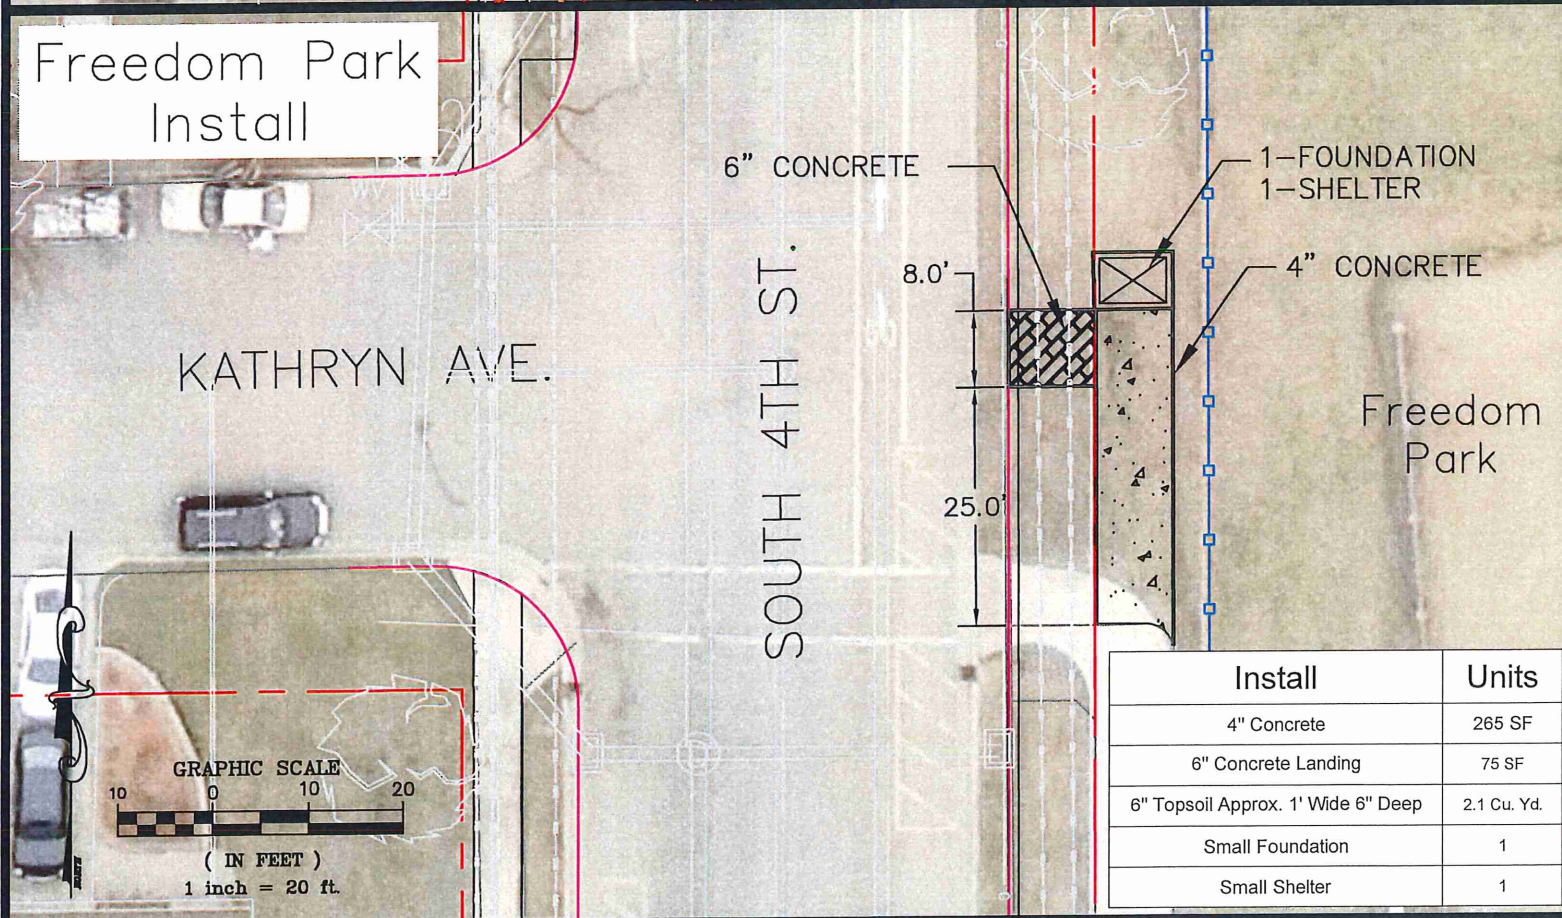 Freedom Park
Install
6" CONCRETE
1-FOUNDATION
1-SHELTER
8.0'
4" CONCRETE
KATHRYN AVE.
SOUTH 4TH ST.
Freedom
Park
25.0'
GRAPHIC SCALE
10 0 10 20
( IN FEET )
1 inch = 20 ft.
NORTH
Install Units
4" Concrete 265 SF
6" Concrete Landing 75 SF
6" Topsoil Approx. 1' Wide 6" Deep 2.1 Cu. Yd.
Small Foundation 1
Small Shelter 1